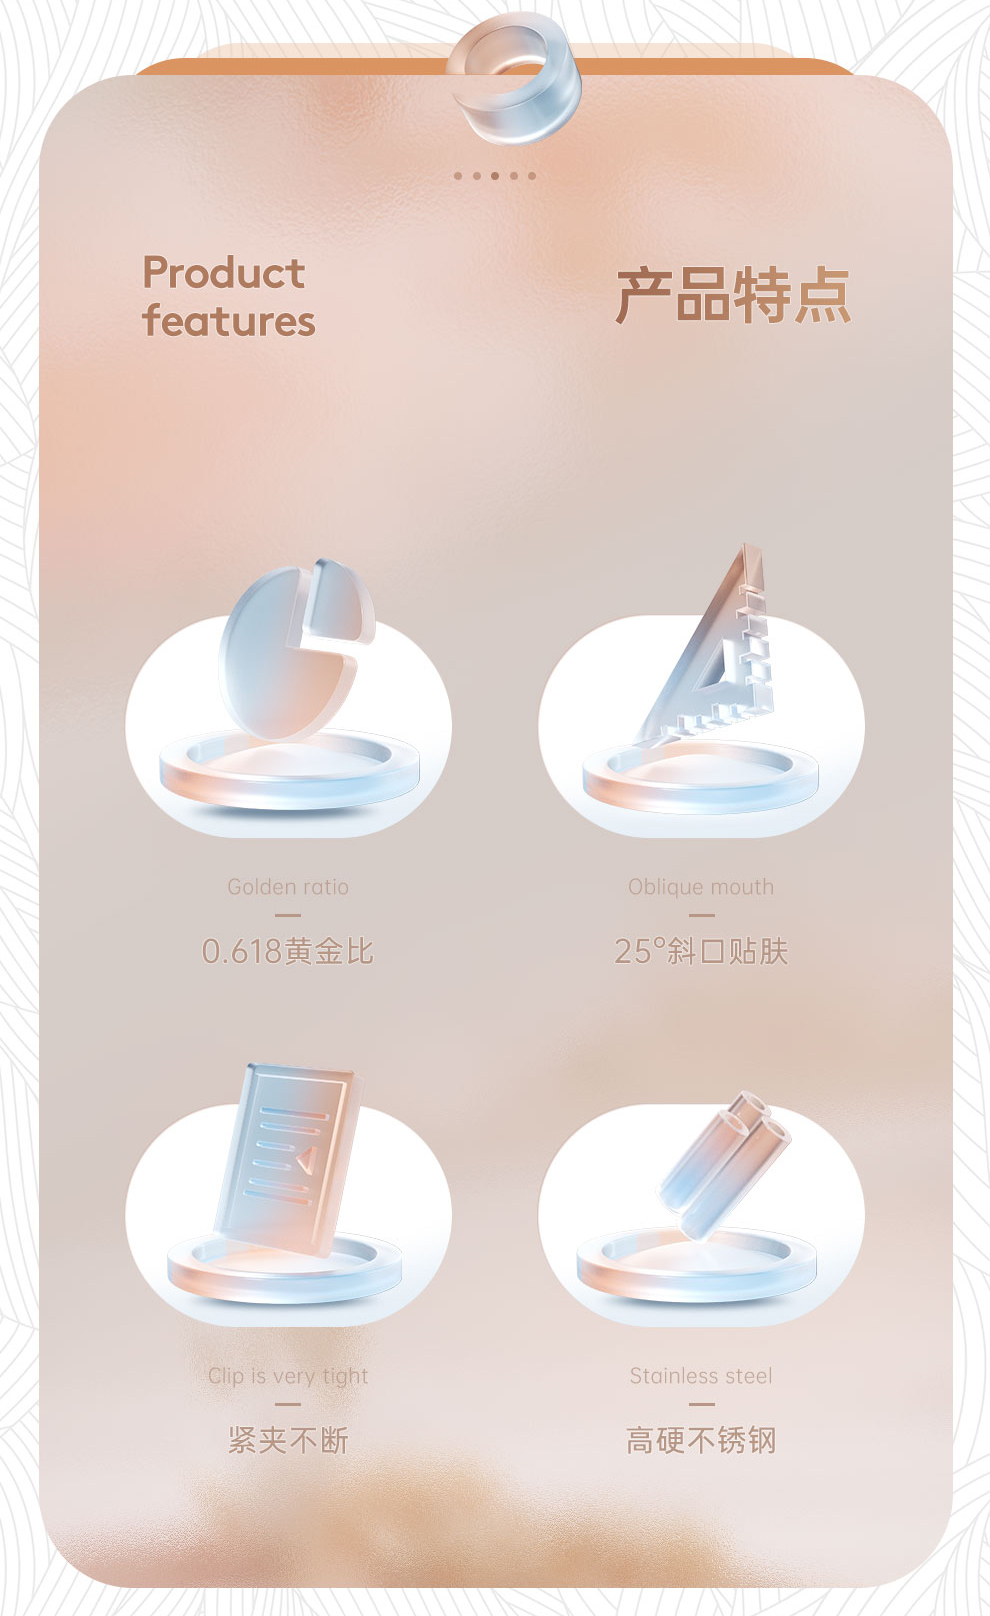 Product
features
产品特点
Golden ratio
0.618黄金比
Oblique mouth
25°斜口贴肤
Clip is very tight
紧夹不断
Stainless steel
高硬不锈钢